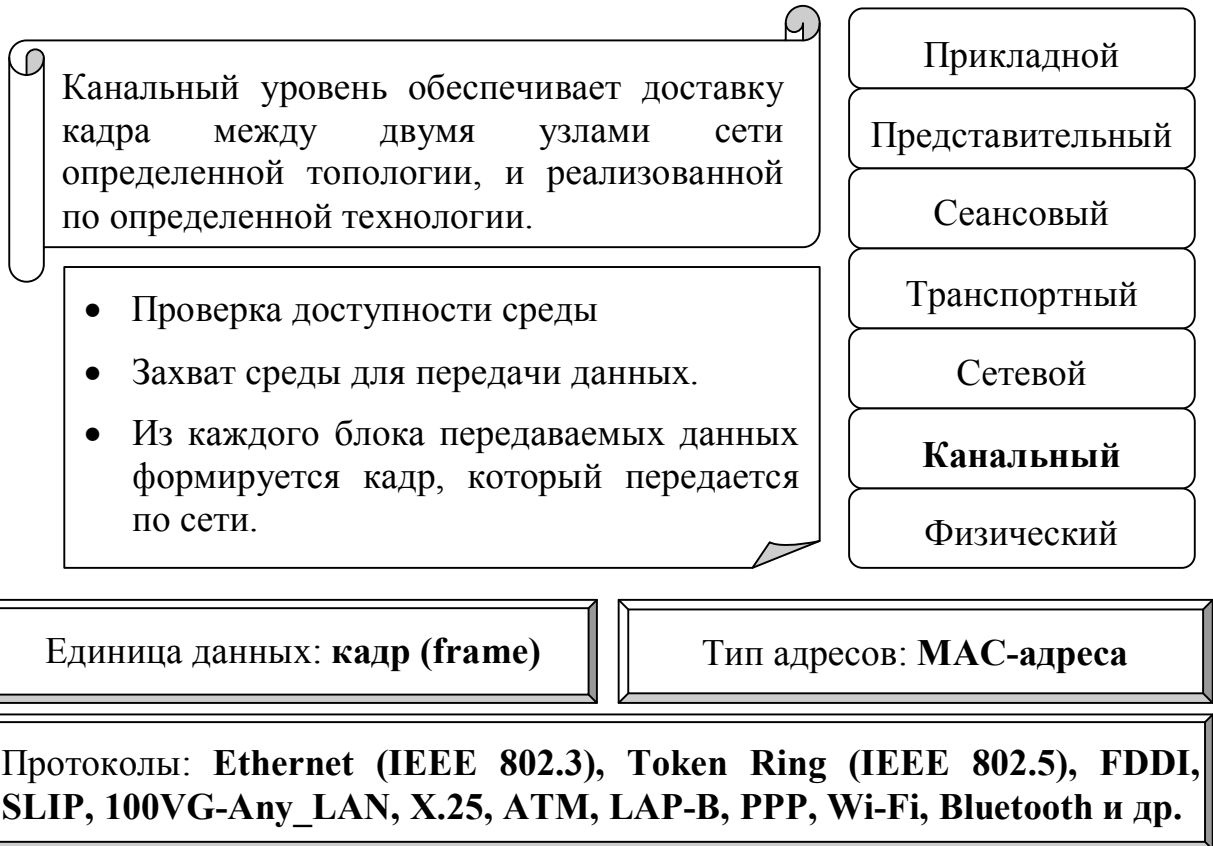 Канальный уровень обеспечивает доставку
кадра между двумя узлами сети
определенной топологии, и реализованной
по определенной технологии.
• Проверка доступности среды
• Захват среды для передачи данных.
• Из каждого блока передаваемых данных
формируется кадр, который передается
по сети.
Прикладной
Представительный
Сеансовый
Транспортный
Сетевой
Канальный
Физический
Единица данных: кадр (frame)
Тип адресов: МАС-адреса
Протоколы: Ethernet (IEEE 802.3), Token Ring (IEEE 802.5), FDDI,
SLIP, 100VG-Any_LAN, X.25, ATM, LAP-B, PPP, Wi-Fi, Bluetooth и др.